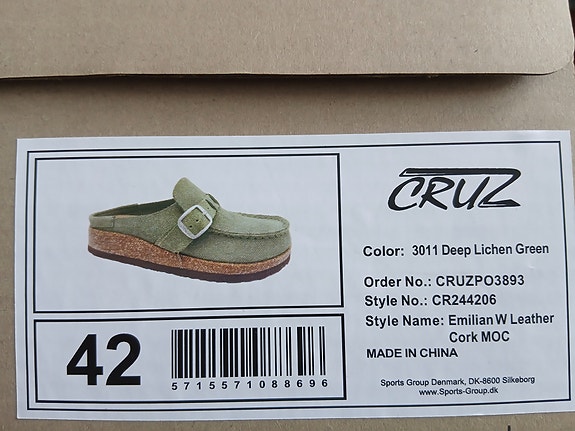 CRUZ
Color: 3011 Deep Lichen Green
Order No.: CRUZPO3893
Style No.: CR244206
Style Name: Emilian W Leather
Cork MOC
MADE IN CHINA
42
5715571088696
Sports Group Denmark, DK-8600 Silkeborg
www.Sports-Group.dk